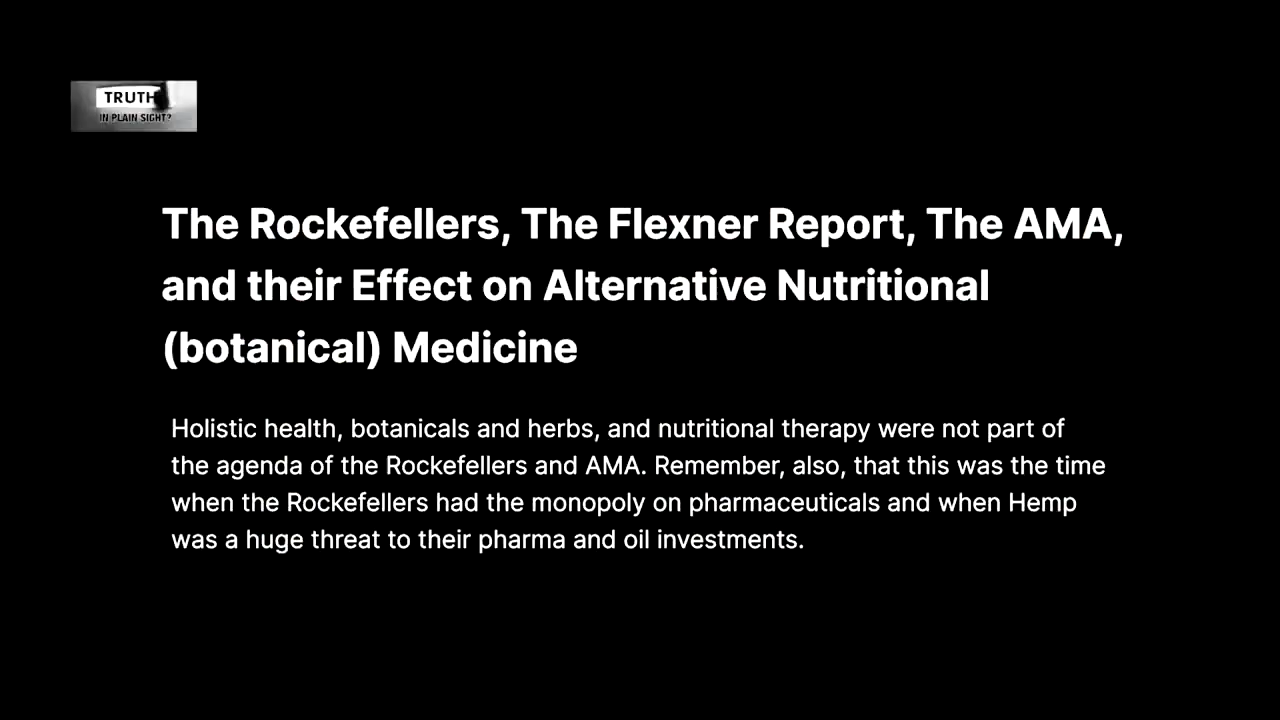 TRUTH
IN PLAIN SIGHT?
The Rockefellers, The Flexner Report, The AMA,
and their Effect on Alternative Nutritional
(botanical) Medicine
Holistic health, botanicals and herbs, and nutritional therapy were not part of
the agenda of the Rockefellers and AMA. Remember, also, that this was the time
when the Rockefellers had the monopoly on pharmaceuticals and when Hemp
was a huge threat to their pharma and oil investments.